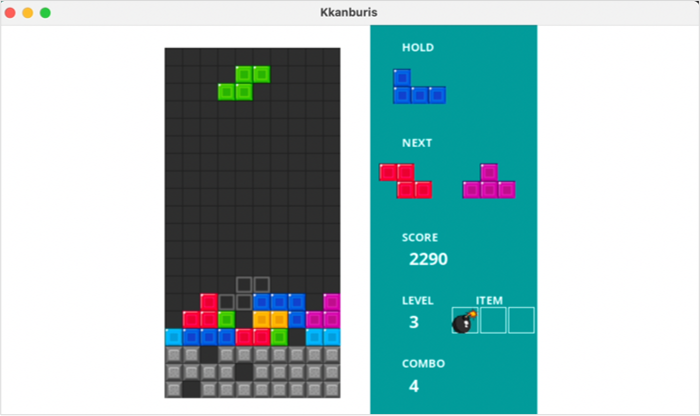 Kkanburis
HOLD
NEXT
SCORE
2290
LEVEL
ITEM
3
COMBO
4